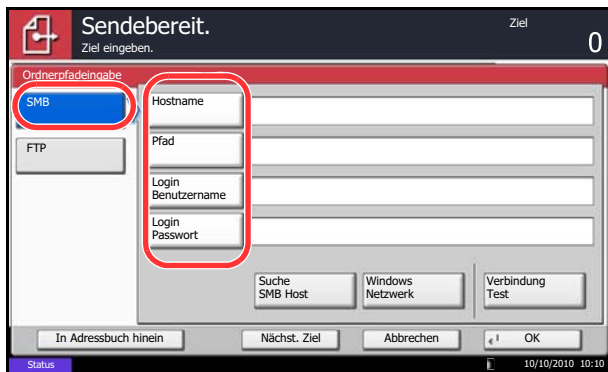 Sendebereit.
Ziel eingeben.
Ziel
0
Ordnerpfadeingabe
SMB
FTP
Hostname
Pfad
Login
Benutzername
Login
Passwort
Suche
SMB Host
Windows
Netzwerk
Verbindung
Test
In Adressbuch hinein
Nächst. Ziel
Abbrechen
OK
Status
10/10/2010 10:10